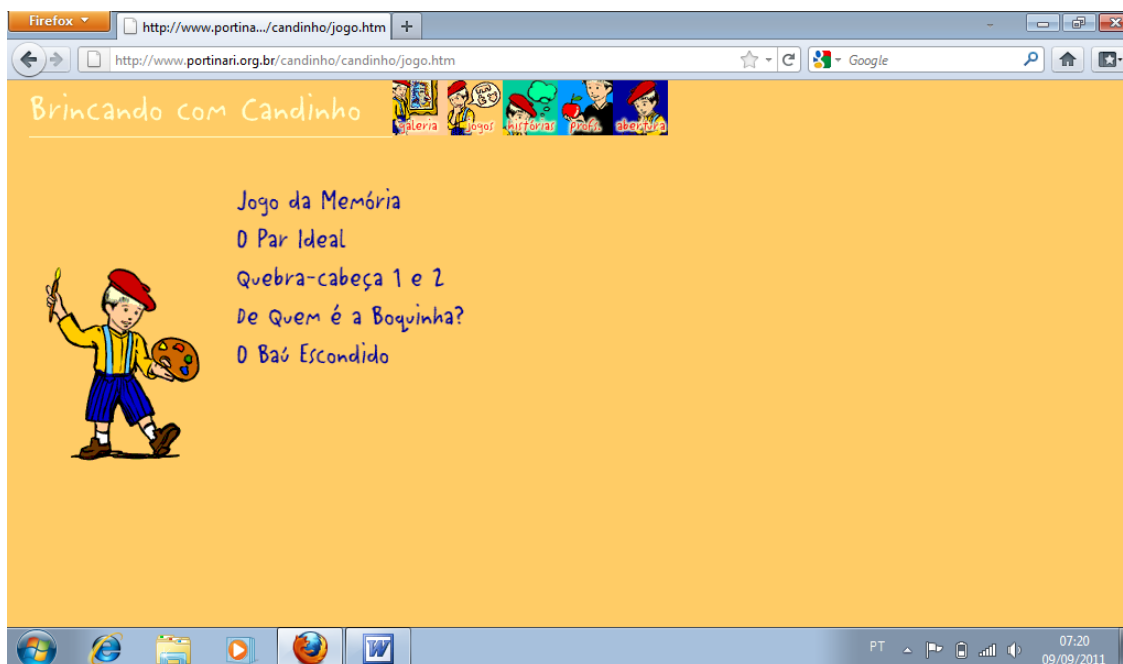 Firefox
http://www.portina.../candinho/jogo.htm
http://www.portinari.org.br/candinho/candinho/jogo.htm
Google
Brincando com Candinho
galeria jogos histórias profs. abertura
Jogo da Memória
O Par Ideal
Quebra-cabeça 1 e 2
De Quem é a Boquinha?
O Baú Escondido
W
PT
07:20
09/09/2011